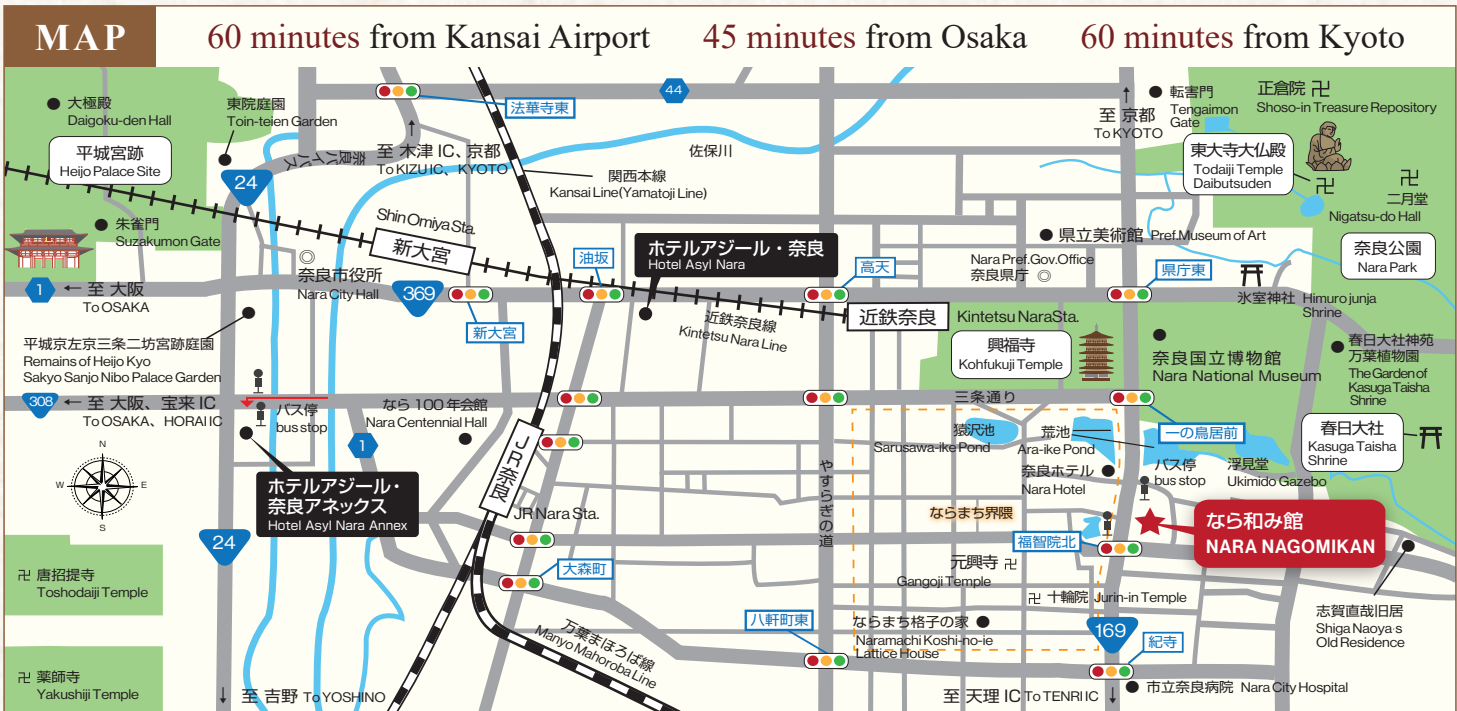 MAP
60 minutes from Kansai Airport
45 minutes from Osaka
60 minutes from Kyoto
大極殿
Daigoku-den Hall
東院庭園
Toin-teien Garden
平城宮跡
Heijo Palace Site
法華寺東
44
奈良バイパス
至 木津 IC、京都
To KIZU IC、KYOTO
関西本線
Kansai Line(Yamatoji Line)
佐保川
至 京都
To KYOTO
転害門
Tengaimon
Gate
正倉院 卍
Shoso-in Treasure Repository
東大寺大仏殿
Todaiji Temple
Daibutsuden
卍
卍
二月堂
Nigatsu-do Hall
24
朱雀門
Suzakumon Gate
Shin Omiya Sta.
新大宮
奈良市役所
Nara City Hall
369
新大宮
油坂
ホテルアジール・奈良
Hotel Asyl Nara
高天
県立美術館 Pref.Museum of Art
Nara Pref.Gov.Office
奈良県庁 ◎
県庁東
奈良公園
Nara Park
氷室神社 Himuro junja
Shrine
1
← 至 大阪
To OSAKA
近鉄奈良線
Kintetsu Nara Line
近鉄奈良
Kintetsu NaraSta.
興福寺
Kohfukuji Temple
奈良国立博物館
Nara National Museum
春日大社神苑
万葉植物園
The Garden of
Kasuga Taisha
Shrine
平城京左京三条二坊宮跡庭園
Remains of Heijo Kyo
Sakyo Sanjo Nibo Palace Garden
308
← 至 大阪、宝来 IC
To OSAKA、HORAI IC
バス停
bus stop
1
なら 100 年会館
Nara Centennial Hall
三条通り
一の鳥居前
春日大社
Kasuga Taisha
Shrine
猿沢池
Sarusawa-ike Pond
荒池
Ara-ike Pond
バス停
bus stop
浮見堂
Ukimido Gazebo
奈良ホテル
Nara Hotel
N
W
E
S
ホテルアジール・
奈良アネックス
Hotel Asyl Nara Annex
JR奈良
JR Nara Sta.
やすらぎの道
ならまち界隈
福智院北
なら和み館
NARA NAGOMIKAN
24
大森町
元興寺 卍
Gangoji Temple
卍 十輪院 Jurin-in Temple
卍 唐招提寺
Toshodaiji Temple
志賀直哉旧居
Shiga Naoya's
Old Residence
八軒町東
ならまち格子の家
Naramachi Koshi-no-ie
Lattice House
169
紀寺
万葉まほろば線
Manyo Mahoroba Line
卍 薬師寺
Yakushiji Temple
至 吉野 To YOSHINO
至 天理 IC To TENRI IC
市立奈良病院 Nara City Hospital